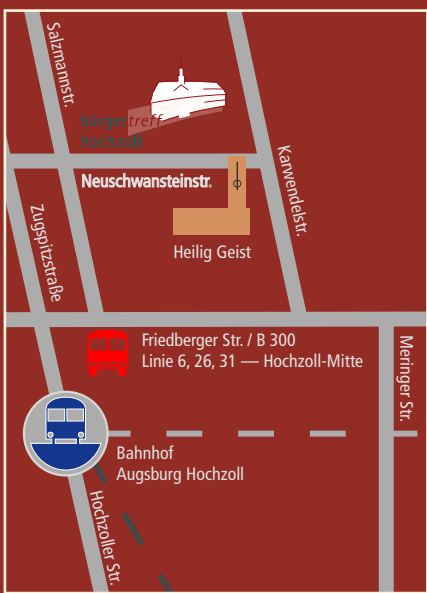 Salzmannstr.
bürgertreff
hochzoll
Karwendelstr.
Neuschwansteinstr.
Zugspitzstraße
Heilig Geist
Friedberger Str. / B 300
Linie 6, 26, 31 — Hochzoll-Mitte
Meringer Str.
Bahnhof
Augsburg Hochzoll
Hochzoller Str.